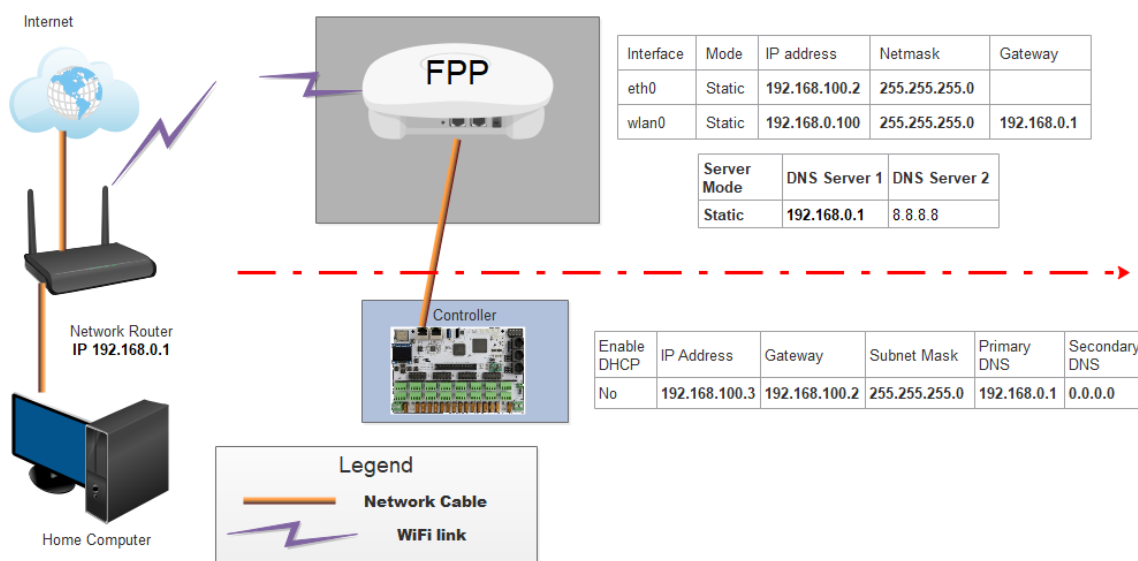 Internet
FPP
Interface Mode IP address Netmask Gateway
eth0 Static 192.168.100.2 255.255.255.0
wlan0 Static 192.168.0.100 255.255.255.0 192.168.0.1
Server Mode DNS Server 1 DNS Server 2
Static 192.168.0.1 8.8.8.8
Network Router
IP 192.168.0.1
Controller
Enable DHCP IP Address Gateway Subnet Mask Primary DNS Secondary DNS
No 192.168.100.3 192.168.100.2 255.255.255.0 192.168.0.1 0.0.0.0
Home Computer
Legend
Network Cable
WiFi link